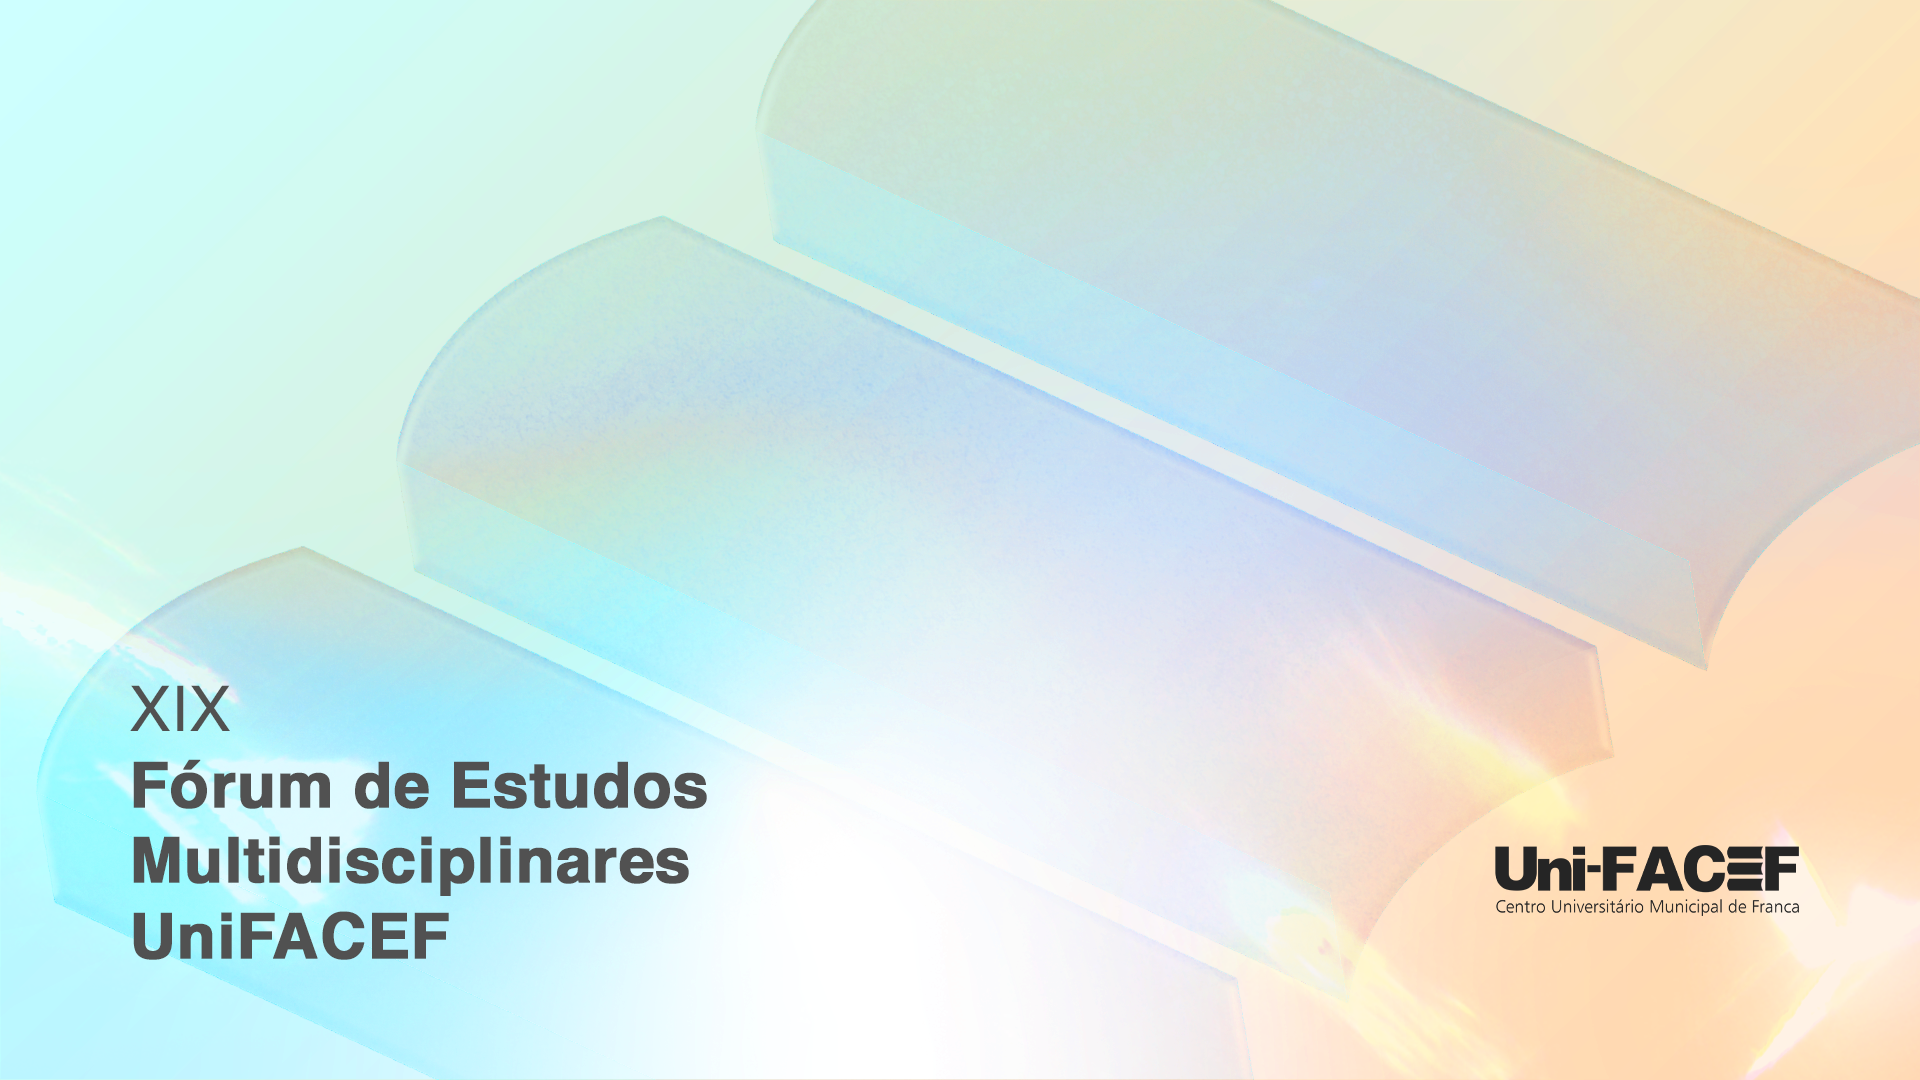 XIX
Fórum de Estudos
Multidisciplinares
UniFACEF
Uni-FACEF
Centro Universitário Municipal de Franca